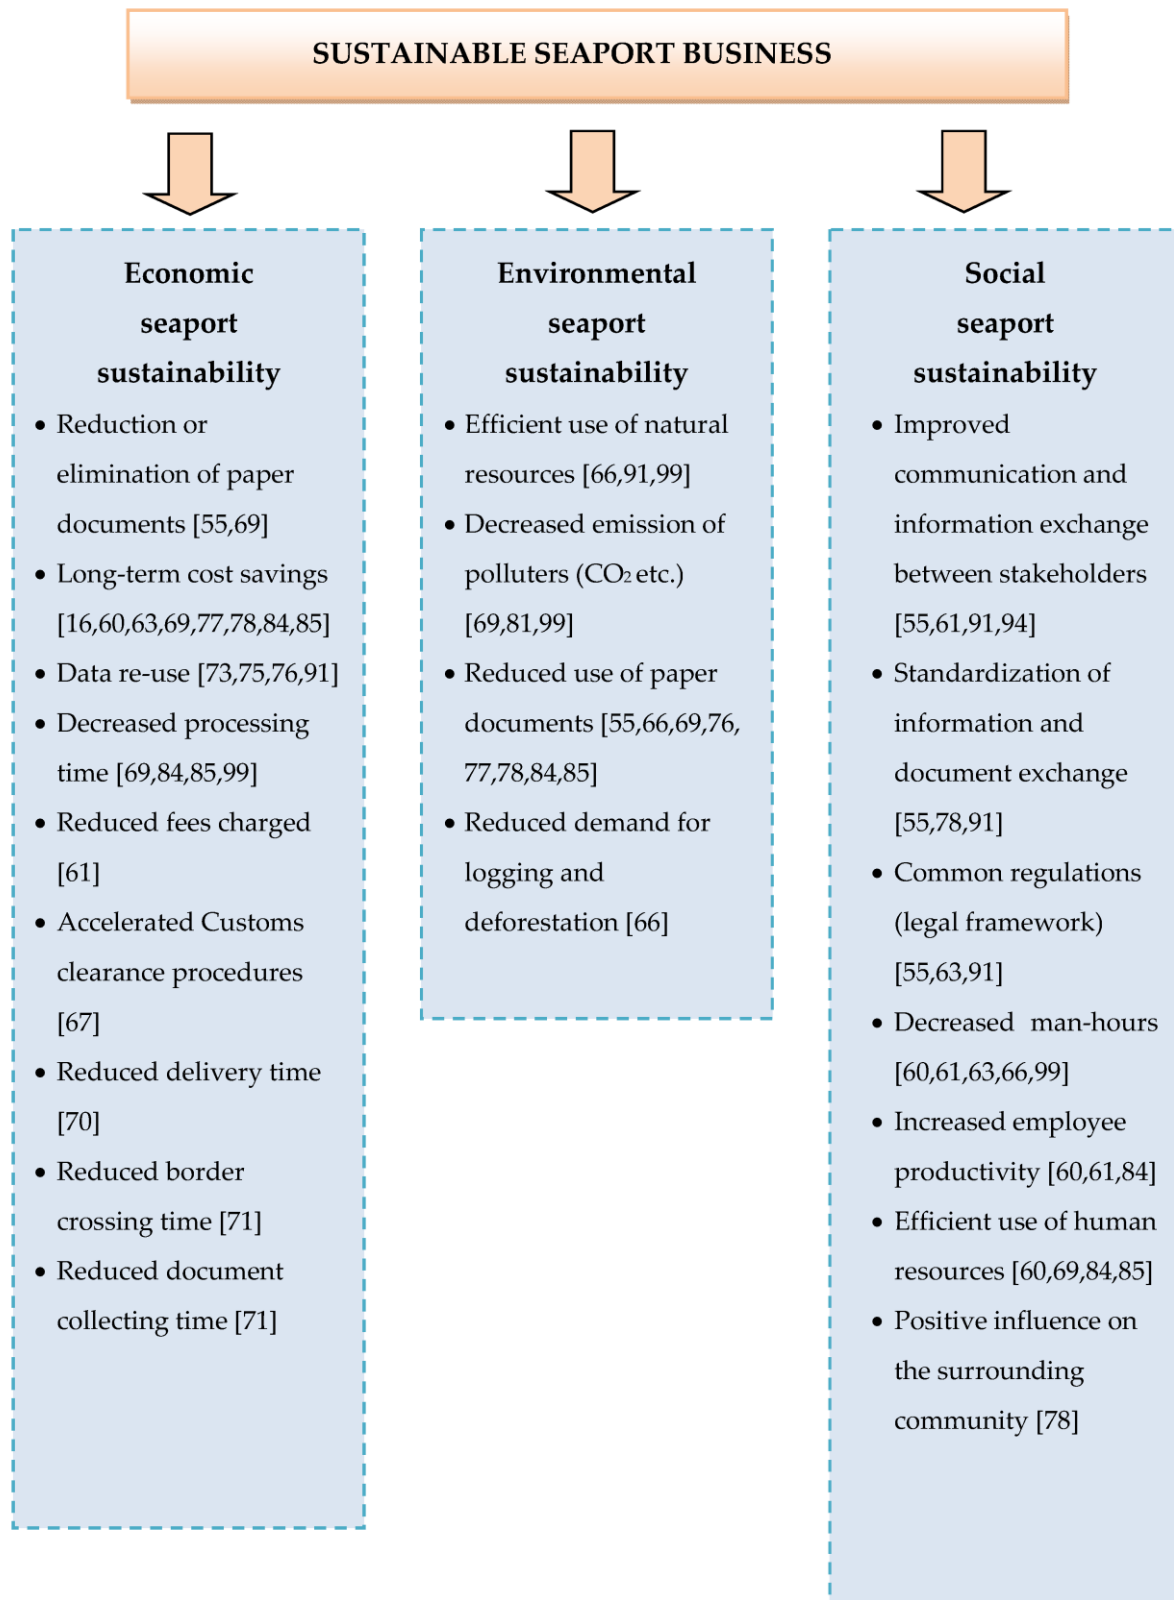 SUSTAINABLE SEAPORT BUSINESS
Economic
seaport
sustainability
• Reduction or
elimination of paper
documents [55,69]
• Long-term cost savings
[16,60,63,69,77,78,84,85]
• Data re-use [73,75,76,91]
• Decreased processing
time [69,84,85,99]
• Reduced fees charged
[61]
• Accelerated Customs
clearance procedures
[67]
• Reduced delivery time
[70]
• Reduced border
crossing time [71]
• Reduced document
collecting time [71]
Environmental
seaport
sustainability
• Efficient use of natural
resources [66,91,99]
• Decreased emission of
polluters (CO₂ etc.)
[69,81,99]
• Reduced use of paper
documents [55,66,69,76,
77,78,84,85]
• Reduced demand for
logging and
deforestation [66]
Social
seaport
sustainability
• Improved
communication and
information exchange
between stakeholders
[55,61,91,94]
• Standardization of
information and
document exchange
[55,78,91]
• Common regulations
(legal framework)
[55,63,91]
• Decreased man-hours
[60,61,63,66,99]
• Increased employee
productivity [60,61,84]
• Efficient use of human
resources [60,69,84,85]
• Positive influence on
the surrounding
community [78]